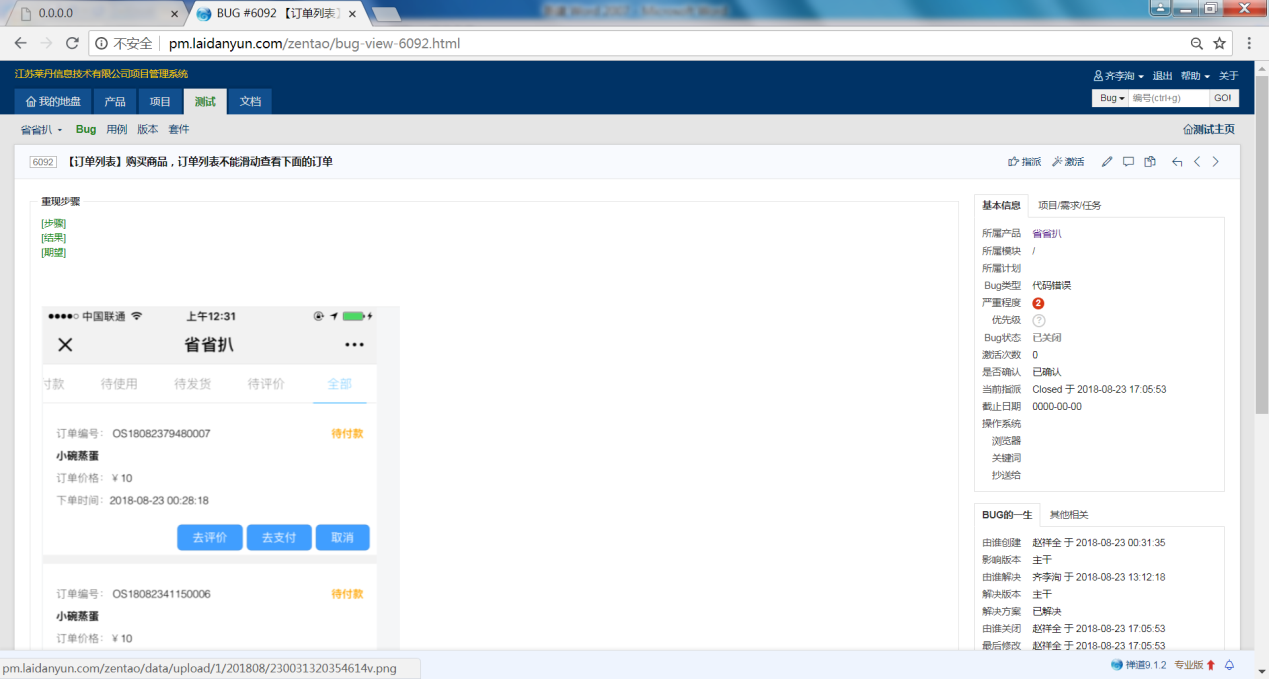 0.0.0.0
BUG #6092 【订单列表】
不安全 pm.laidanyun.com/zentao/bug-view-6092.html
江苏莱丹信息技术有限公司项目管理系统
齐李洵 退出 帮助 关于
我的地盘 产品 项目 测试 文档
Bug 编号(ctrl+g) GO!
省省扒 Bug 用例 版本 套件
测试主页
6092 【订单列表】购买商品，订单列表不能滑动查看下面的订单
指派 激活
重现步骤
[步骤]
[结果]
[期望]
中国联通 上午12:31
省省扒
付款 待使用 待发货 待评价 全部
订单编号： OS18082379480007 待付款
小碗蒸蛋
订单价格：￥10
下单时间：2018-08-23 00:28:18
去评价 去支付 取消
订单编号： OS18082341150006 待付款
小碗蒸蛋
订单价格：￥10
基本信息 项目/需求/任务
所属产品 省省扒
所属模块 /
所属计划
Bug类型 代码错误
严重程度 2
优先级 ?
Bug状态 已关闭
激活次数 0
是否确认 已确认
当前指派 Closed 于 2018-08-23 17:05:53
截止日期 0000-00-00
操作系统
浏览器
关键词
抄送给
BUG的一生 其他相关
由谁创建 赵祥全 于 2018-08-23 00:31:35
影响版本 主干
由谁解决 齐李洵 于 2018-08-23 13:12:18
解决版本 主干
解决方案 已解决
由谁关闭 赵祥全 于 2018-08-23 17:05:53
最后修改 赵祥全 于 2018-08-23 17:05:53
pm.laidanyun.com/zentao/data/upload/1/201808/230031320354614v.png
禅道9.1.2 专业版